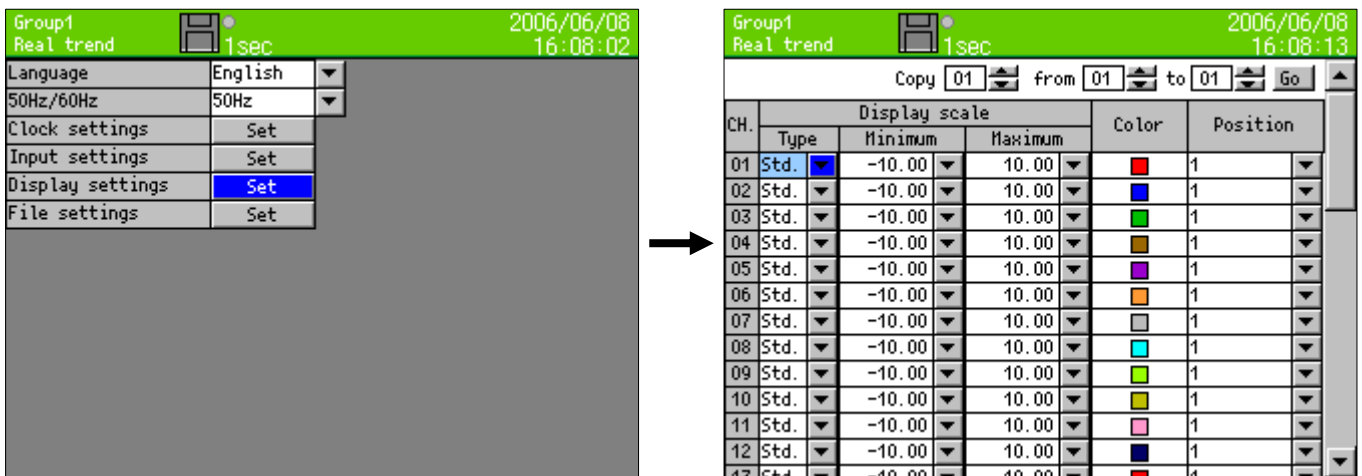 Group1 2006/06/08
Real trend 1sec 16:08:02
Language English
50Hz/60Hz 50Hz
Clock settings Set
Input settings Set
Display settings Set
File settings Set
Group1 2006/06/08
Real trend 1sec 16:08:13
Copy 01 from 01 to 01 Go
CH. Display scale Color Position
Type Minimum Maximum
01 Std. -10.00 10.00 1
02 Std. -10.00 10.00 1
03 Std. -10.00 10.00 1
04 Std. -10.00 10.00 1
05 Std. -10.00 10.00 1
06 Std. -10.00 10.00 1
07 Std. -10.00 10.00 1
08 Std. -10.00 10.00 1
09 Std. -10.00 10.00 1
10 Std. -10.00 10.00 1
11 Std. -10.00 10.00 1
12 Std. -10.00 10.00 1